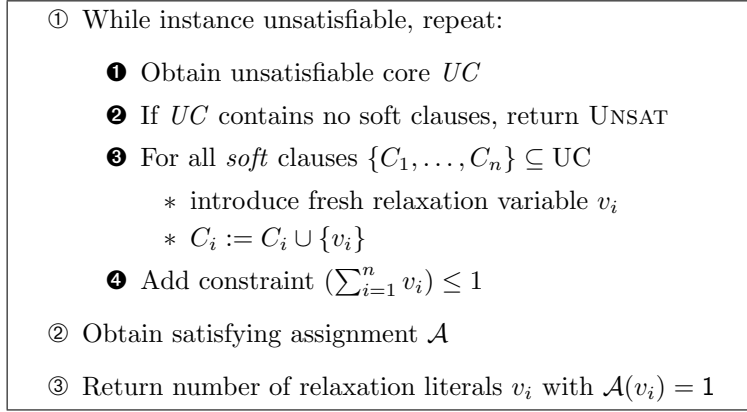 ① While instance unsatisfiable, repeat:
❶ Obtain unsatisfiable core UC
❷ If UC contains no soft clauses, return UNSAT
❸ For all soft clauses {C₁, . . . , Cₙ} ⊆ UC
∗ introduce fresh relaxation variable vᵢ
∗ Cᵢ := Cᵢ ∪ {vᵢ}
❹ Add constraint (∑ⁿᵢ₌₁ vᵢ) ≤ 1
② Obtain satisfying assignment 𝒜
③ Return number of relaxation literals vᵢ with 𝒜(vᵢ) = 1